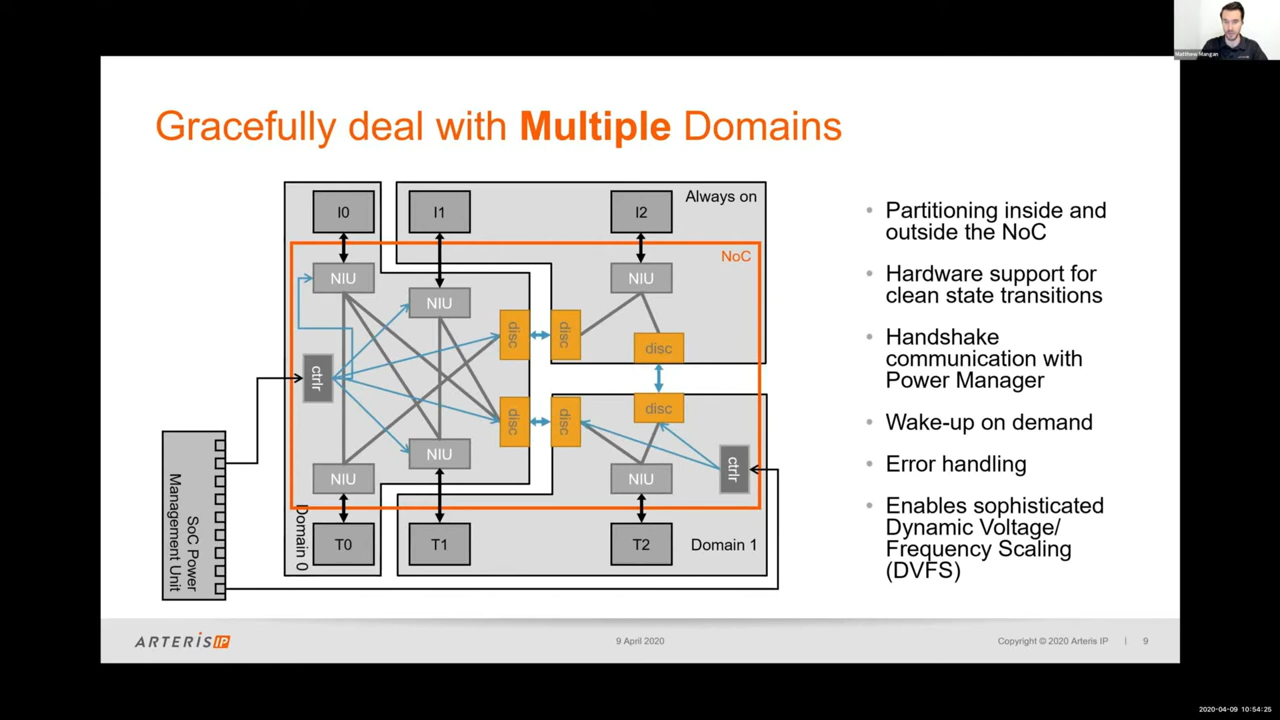 Matthew Mangan
Gracefully deal with Multiple Domains
I0
I1
I2
Always on
NoC
NIU
NIU
NIU
disc
disc
disc
ctrlr
disc
disc
disc
NIU
NIU
NIU
ctrlr
SoC Power
Management Unit
Domain 0
T0
T1
T2
Domain 1
• Partitioning inside and
outside the NoC
• Hardware support for
clean state transitions
• Handshake
communication with
Power Manager
• Wake-up on demand
• Error handling
• Enables sophisticated
Dynamic Voltage/
Frequency Scaling
(DVFS)
ARTERIS IP
9 April 2020
Copyright © 2020 Arteris IP | 9
2020-04-09 10:54:25